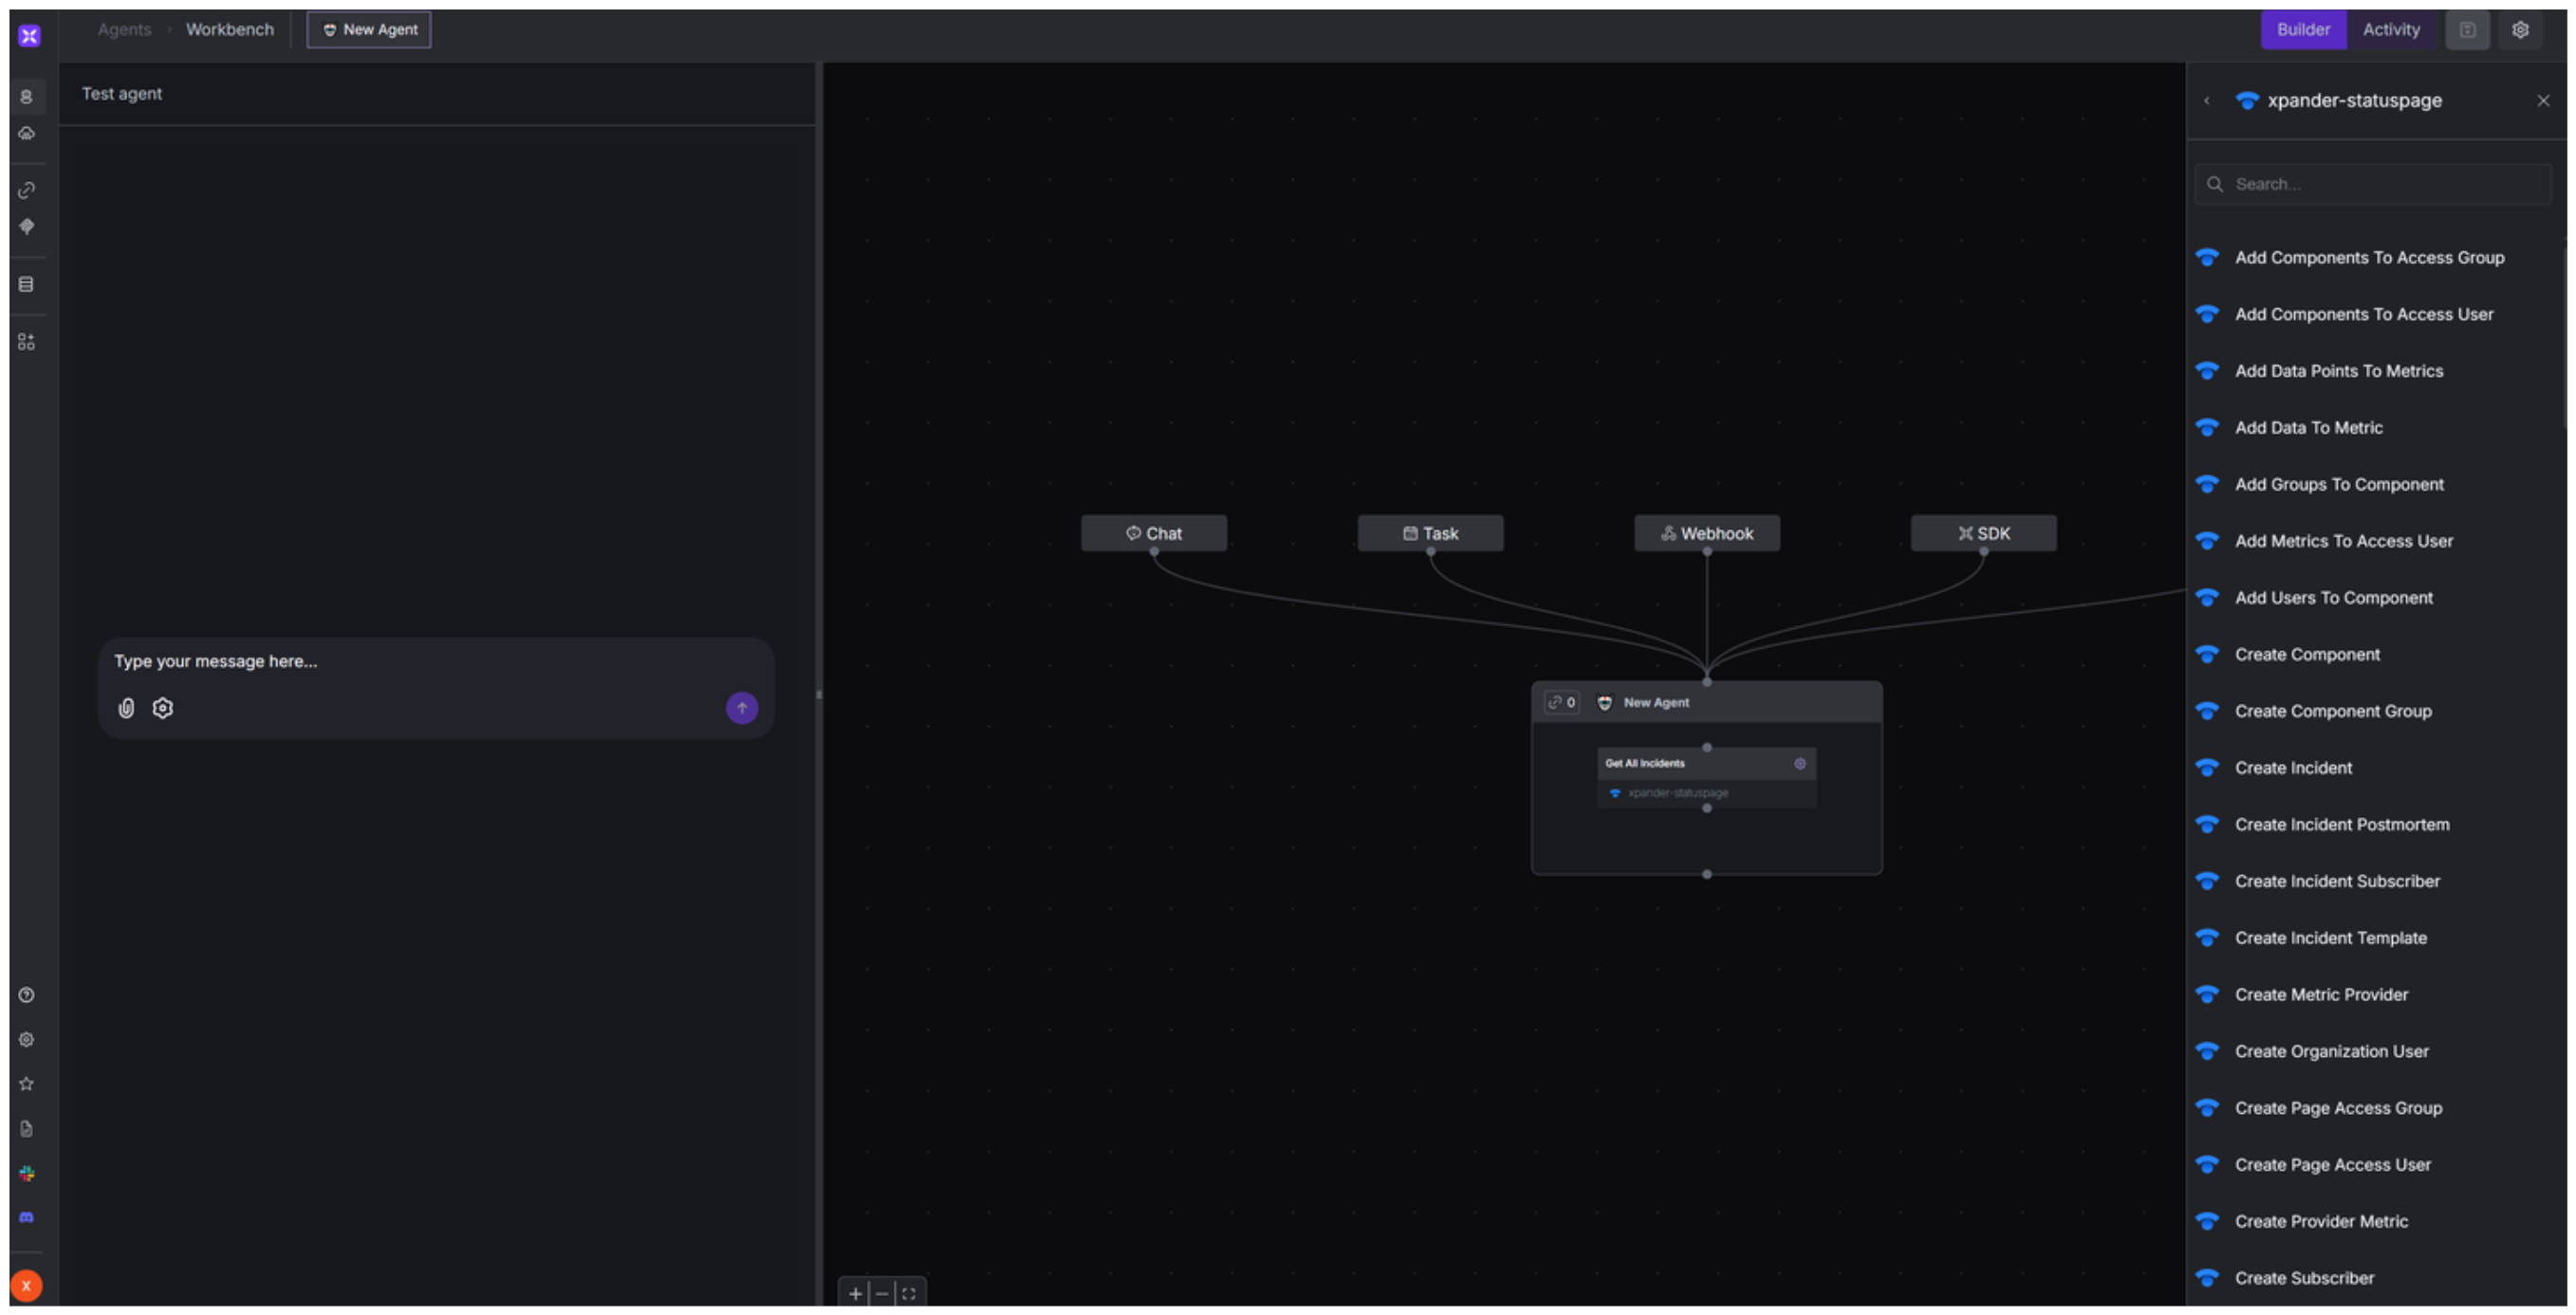 Agents › Workbench New Agent Builder Activity
Test agent
Type your message here...
Chat Task Webhook SDK
0 New Agent
Get All Incidents
xpander-statuspage
xpander-statuspage
Search...
Add Components To Access Group
Add Components To Access User
Add Data Points To Metrics
Add Data To Metric
Add Groups To Component
Add Metrics To Access User
Add Users To Component
Create Component
Create Component Group
Create Incident
Create Incident Postmortem
Create Incident Subscriber
Create Incident Template
Create Metric Provider
Create Organization User
Create Page Access Group
Create Page Access User
Create Provider Metric
Create Subscriber
X